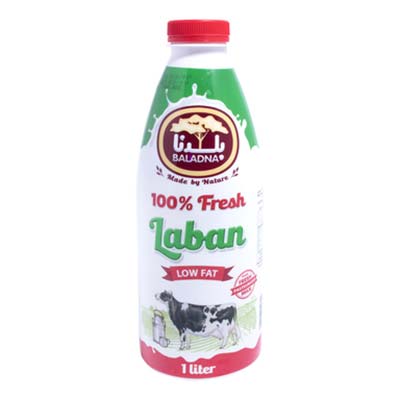 بلدنا
BALADNA
Made by Nature
100% Fresh
Laban
LOW FAT
1 liter